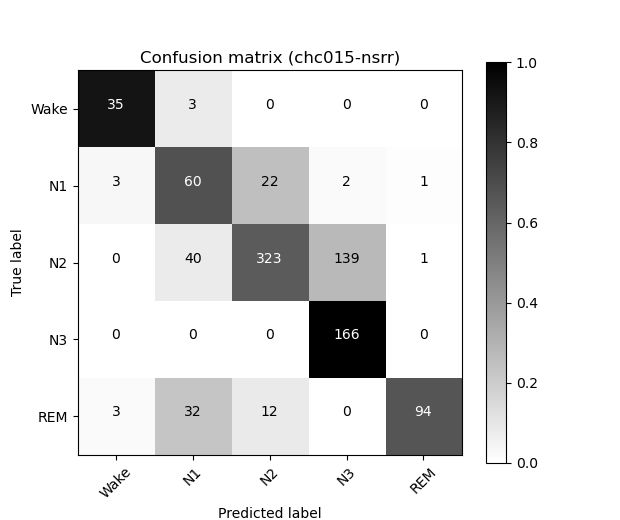 Confusion matrix (chc015-nsrr)
True label
Wake 35 3 0 0 0
N1 3 60 22 2 1
N2 0 40 323 139 1
N3 0 0 0 166 0
REM 3 32 12 0 94
Wake N1 N2 N3 REM
Predicted label
1.0
0.8
0.6
0.4
0.2
0.0